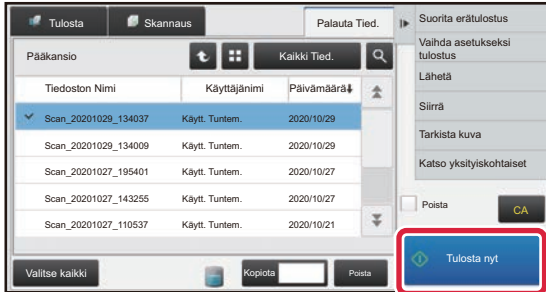 Tulosta
Skannaus
Palauta Tied.
Pääkansio
Kaikki Tied.
Tiedoston Nimi Käyttäjänimi Päivämäärä
Scan_20201029_134037 Käytt. Tuntem. 2020/10/29
Scan_20201029_134009 Käytt. Tuntem. 2020/10/29
Scan_20201027_195401 Käytt. Tuntem. 2020/10/27
Scan_20201027_143255 Käytt. Tuntem. 2020/10/27
Scan_20201027_110537 Käytt. Tuntem. 2020/10/21
Valitse kaikki
Kopiota
Poista
Suorita erätulostus
Vaihda asetukseksi
tulostus
Lähetä
Siirrä
Tarkista kuva
Katso yksityiskohtaiset
Poista
CA
Tulosta nyt